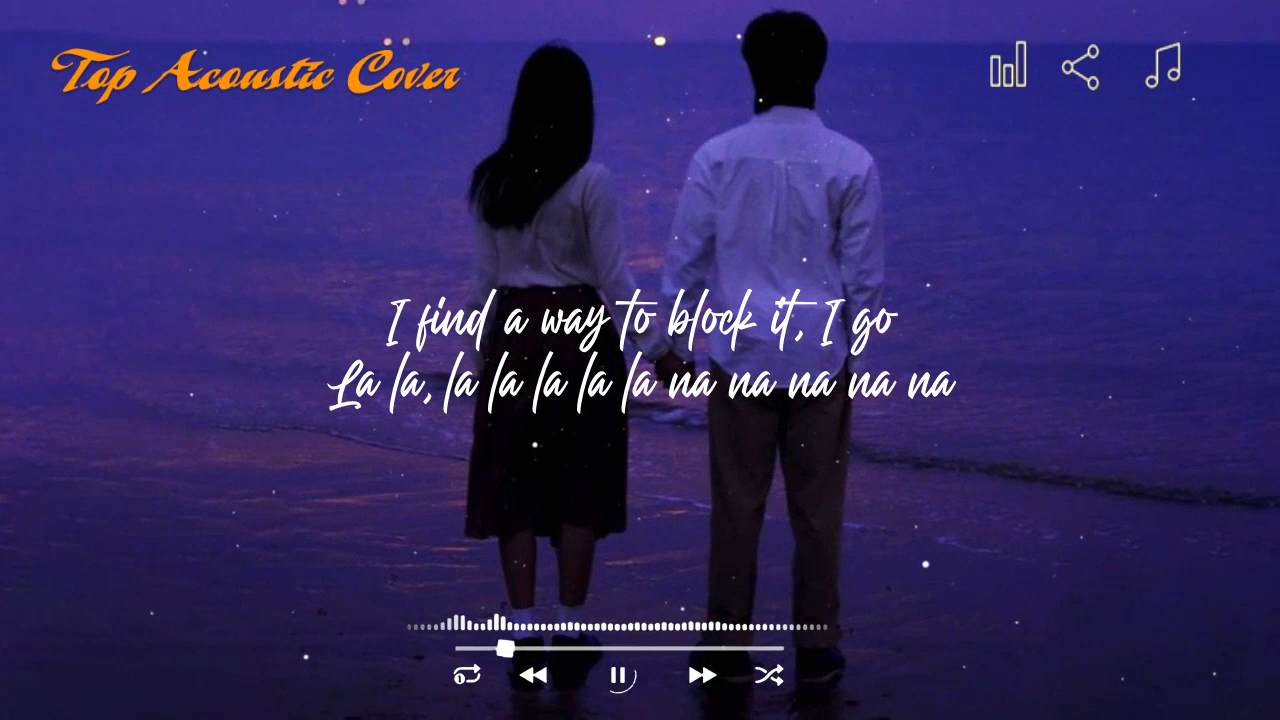 Top Acoustic Cover
I find a way to block it, I go
La la, la la la la la na na na na na
1